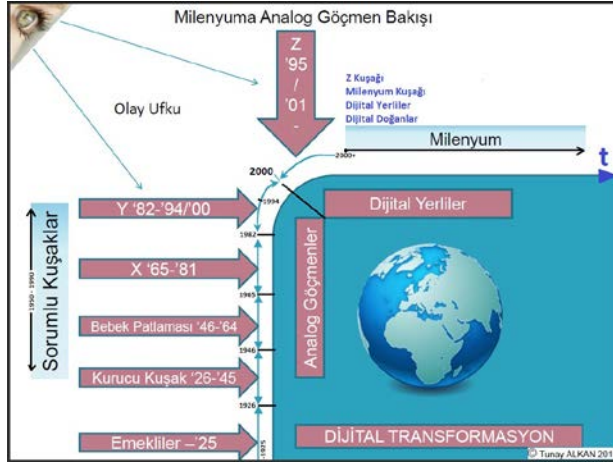 Milenyuma Analog Göçmen Bakışı
Z
'95
/
'01
-
Olay Ufku
Z Kuşağı
Milenyum Kuşağı
Dijital Yerliler
Dijital Doğanlar
Milenyum
t
2000+
2000
1994
Y '82-'94/'00
Dijital Yerliler
1982
X '65-'81
1965
Bebek Patlaması '46-'64
1946
Kurucu Kuşak '26-'45
1926
Emekliler –'25
-1925
Sorumlu Kuşaklar
1950 - 1990
Analog Göçmenler
DİJİTAL TRANSFORMASYON
© Tunay ALKAN